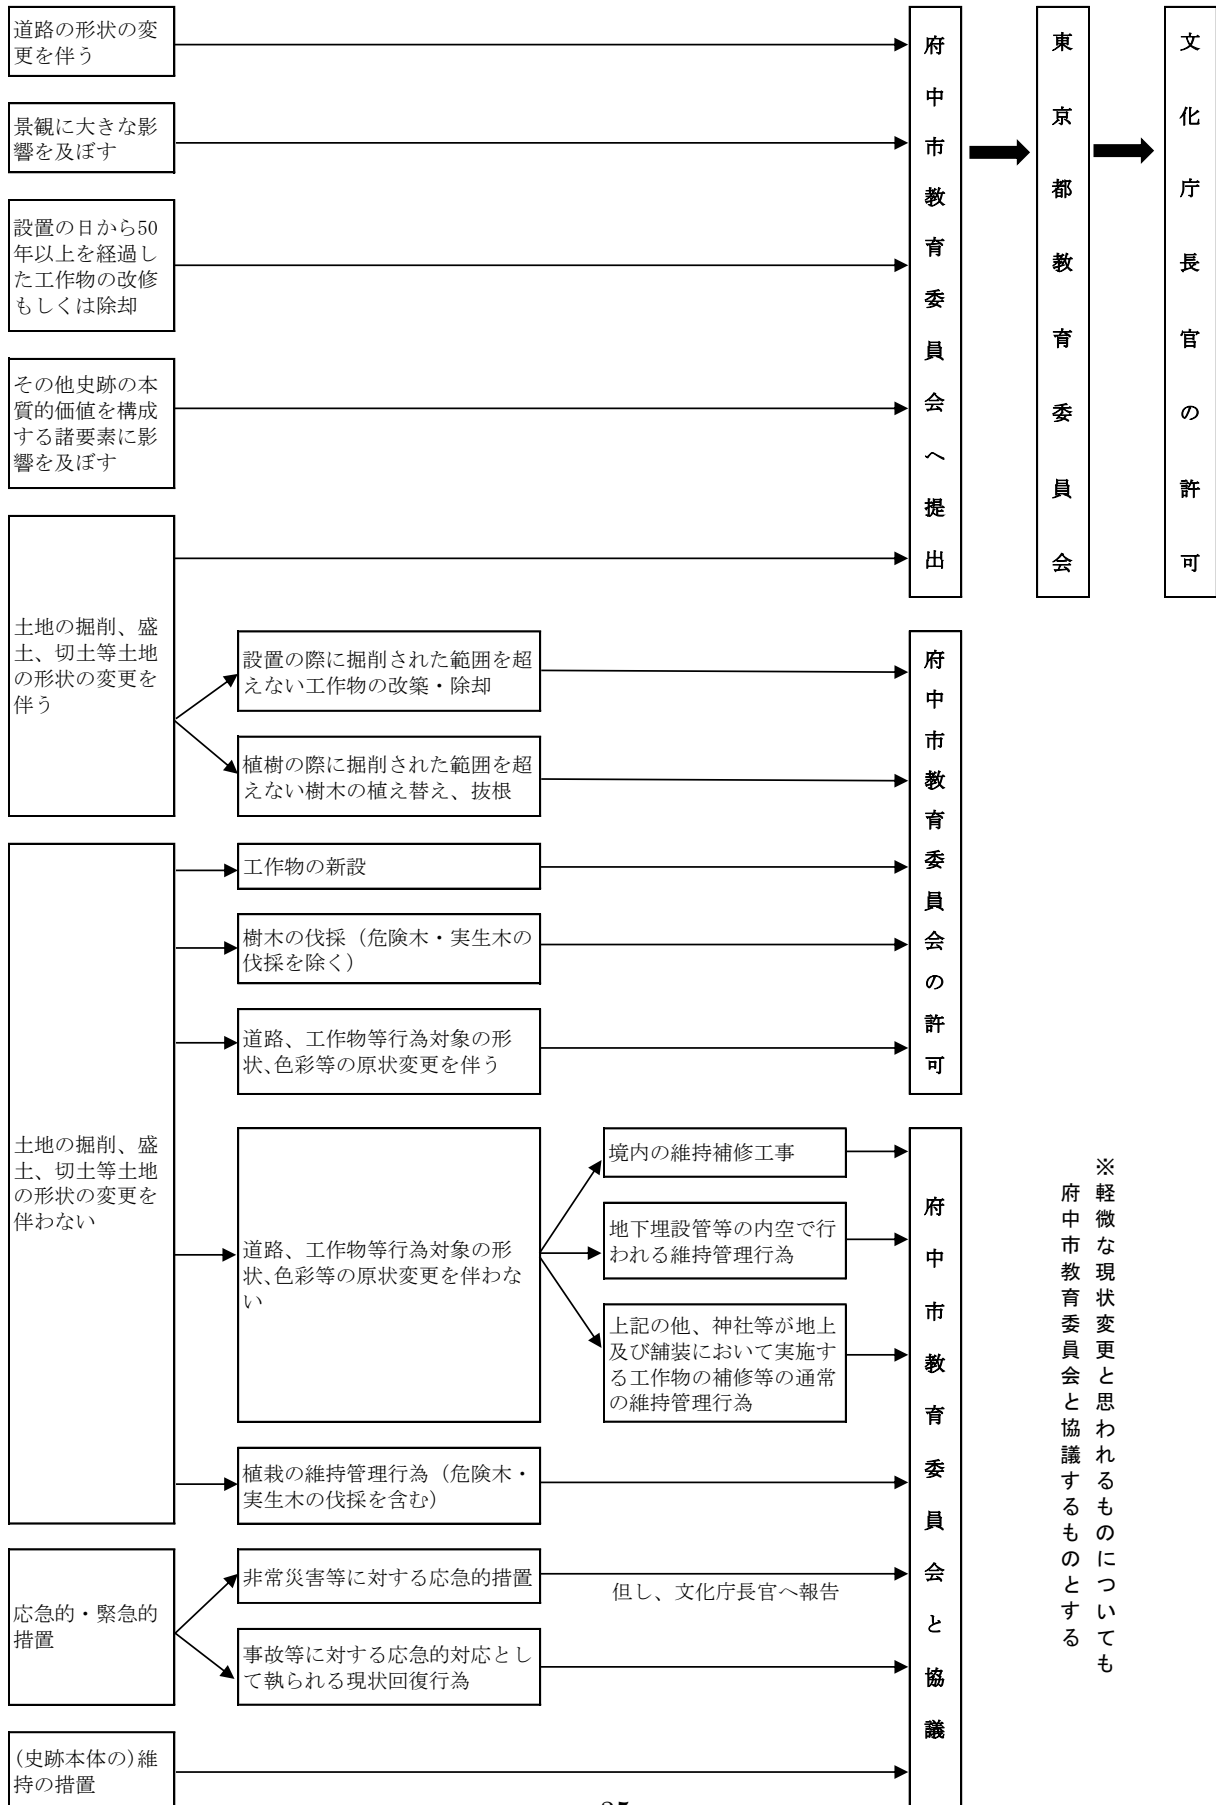 道路の形状の変
更を伴う
景観に大きな影
響を及ぼす
設置の日から50
年以上を経過し
た工作物の改修
もしくは除却
その他史跡の本
質的価値を構成
する諸要素に影
響を及ぼす
土地の掘削、盛
土、切土等土地
の形状の変更を
伴う
府中市教育委員会へ提出
東京都教育委員会
文化庁長官の許可
設置の際に掘削された範囲を超
えない工作物の改築・除却
植樹の際に掘削された範囲を超
えない樹木の植え替え、抜根
土地の掘削、盛
土、切土等土地
の形状の変更を
伴わない
工作物の新設
樹木の伐採（危険木・実生木の
伐採を除く）
道路、工作物等行為対象の形
状、色彩等の原状変更を伴う
府中市教育委員会の許可
道路、工作物等行為対象の形
状、色彩等の原状変更を伴わな
い
境内の維持補修工事
地下埋設管等の内空で行
われる維持管理行為
上記の他、神社等が地上
及び舗装において実施す
る工作物の補修等の通常
の維持管理行為
植栽の維持管理行為（危険木・
実生木の伐採を含む）
応急的・緊急的
措置
非常災害等に対する応急的措置
但し、文化庁長官へ報告
事故等に対する応急的対応とし
て執られる現状回復行為
(史跡本体の)維
持の措置
府中市教育委員会と協議
※軽微な現状変更と思われるものについても
府中市教育委員会と協議するものとする